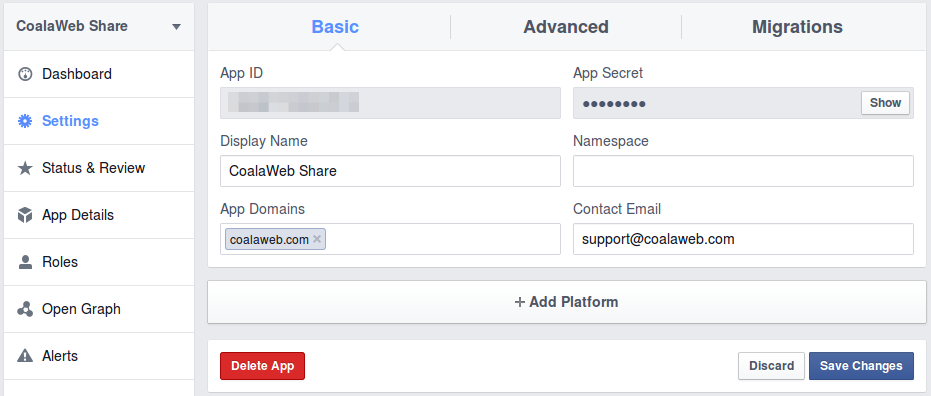 CoalaWeb Share
Dashboard
Settings
Status & Review
App Details
Roles
Open Graph
Alerts
Basic
Advanced
Migrations
App ID
App Secret
●●●●●●●●
Show
Display Name
Namespace
CoalaWeb Share
App Domains
Contact Email
coalaweb.com ×
support@coalaweb.com
+ Add Platform
Delete App
Discard
Save Changes